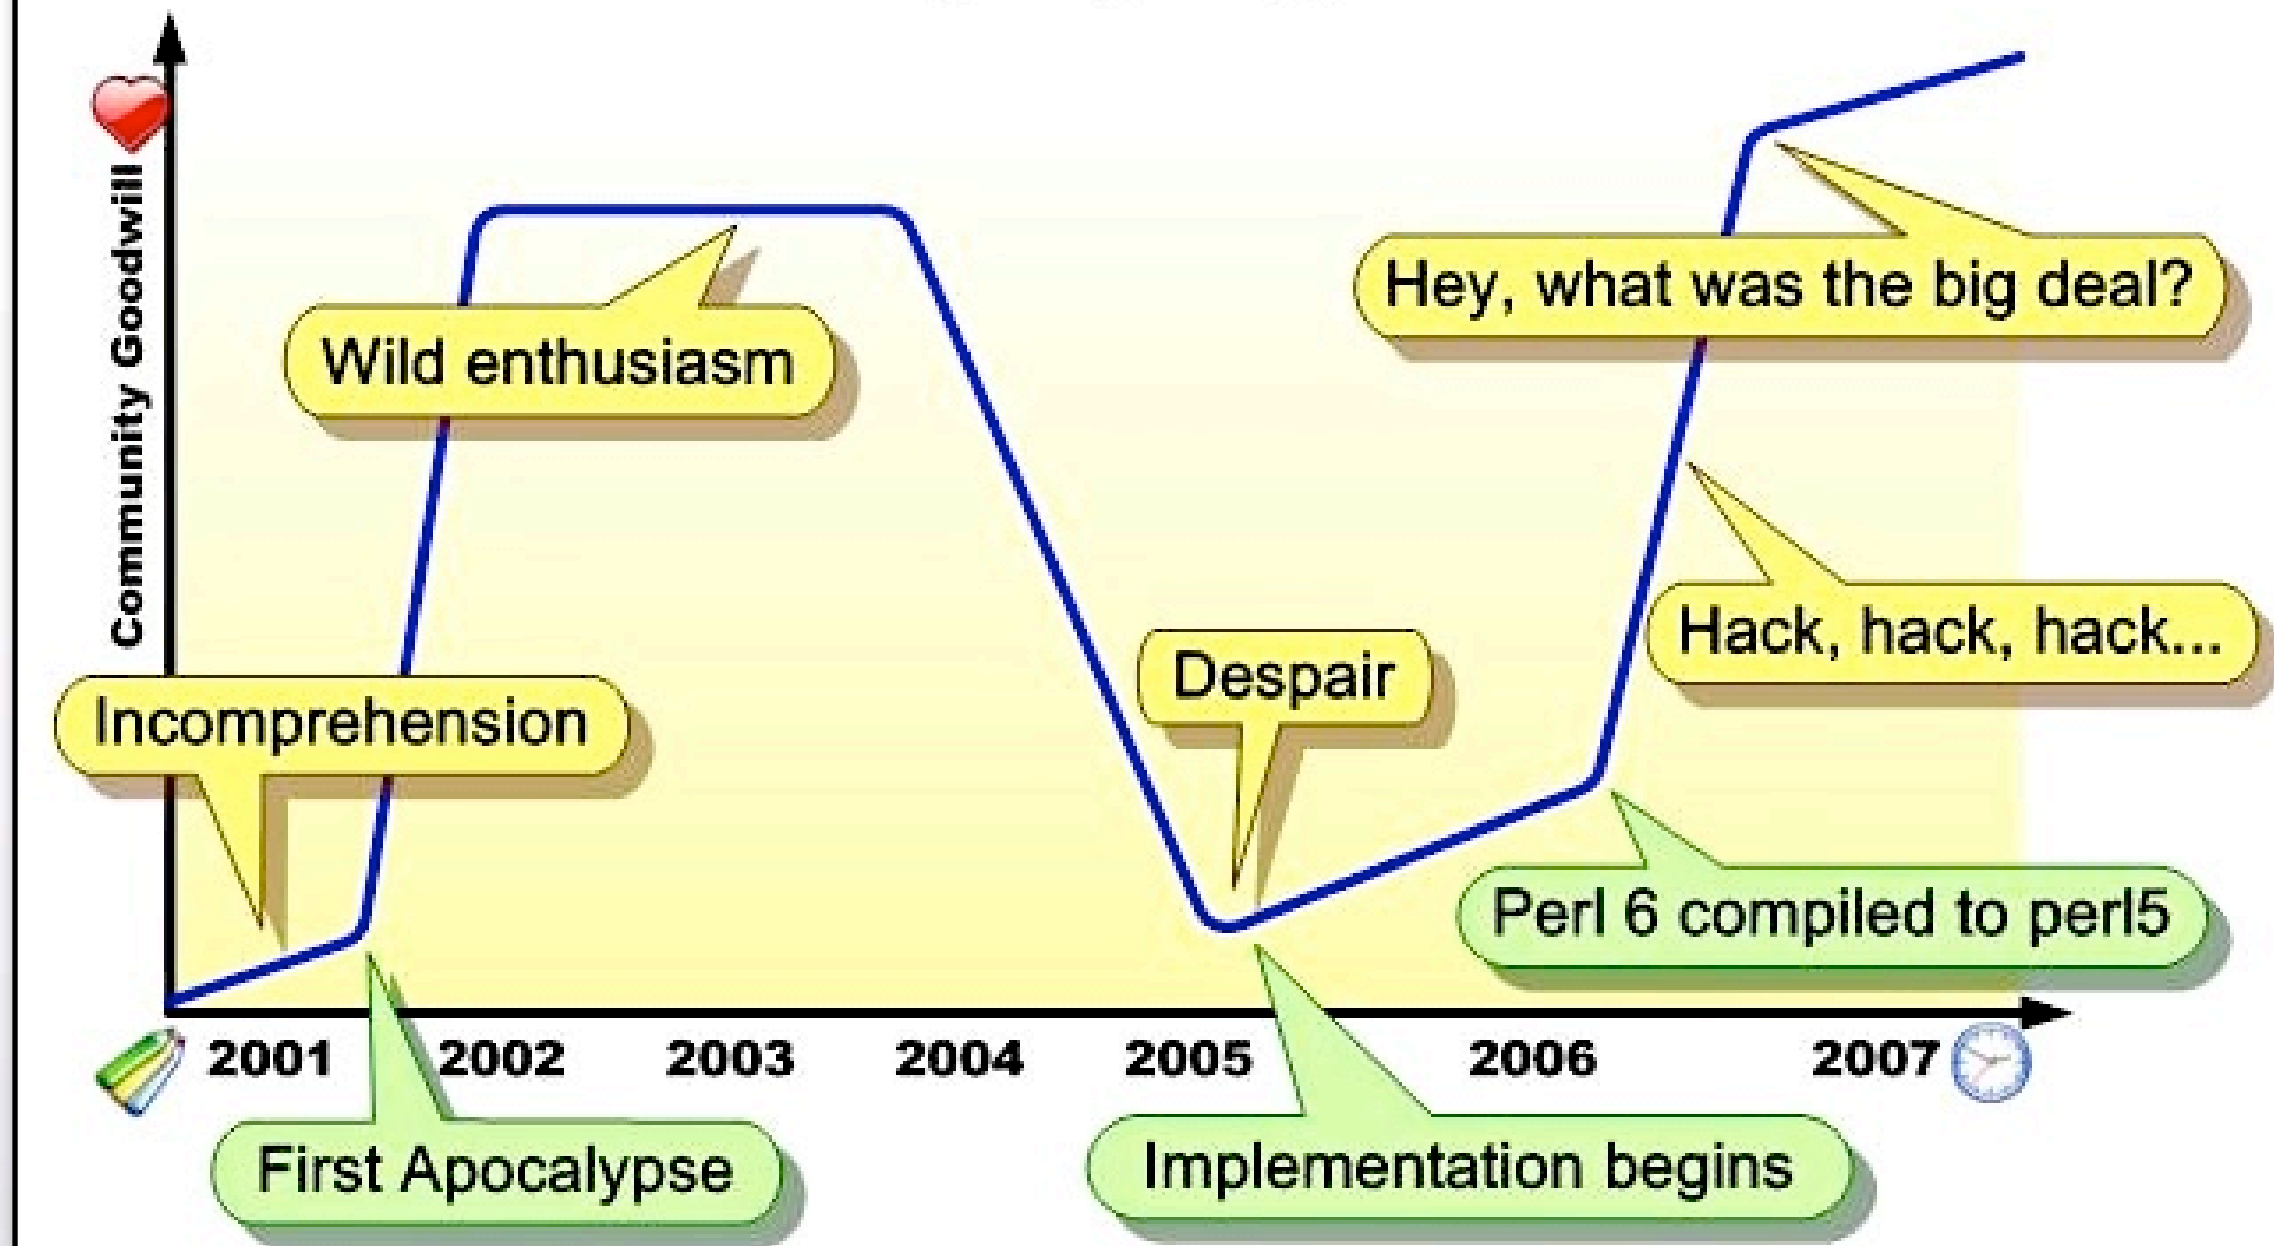 Community Goodwill
Hey, what was the big deal?
Wild enthusiasm
Hack, hack, hack...
Despair
Incomprehension
Perl 6 compiled to perl5
2001 2002 2003 2004 2005 2006 2007
First Apocalypse
Implementation begins